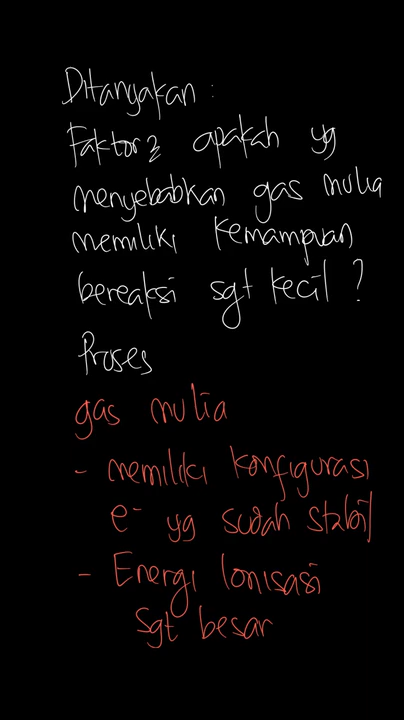 Ditanyakan :
Faktor2 apakah yg
menyebabkan gas mulia
memiliki kemampuan
bereaksi sgt kecil ?
Proses
gas mulia
- memiliki konfigurasi
e⁻ yg sudah stabil
- Energi Ionisasi
sgt besar